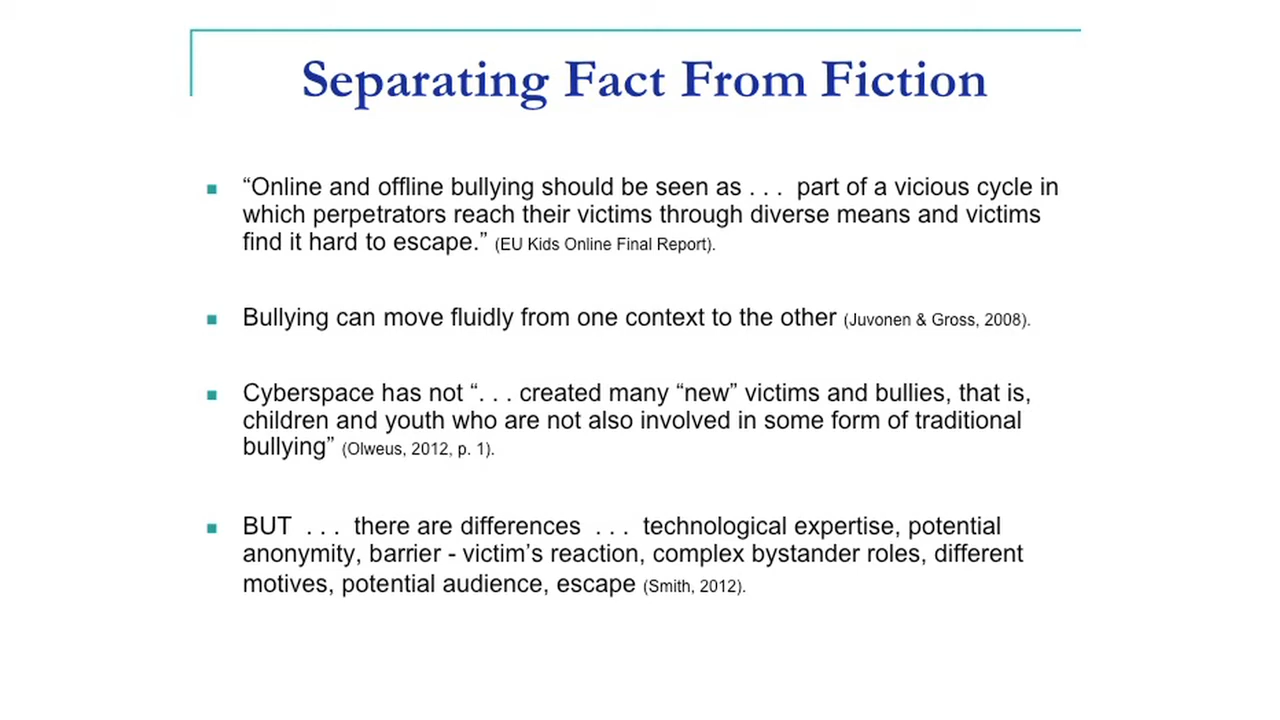 Separating Fact From Fiction
“Online and offline bullying should be seen as . . .  part of a vicious cycle in
which perpetrators reach their victims through diverse means and victims
find it hard to escape.” (EU Kids Online Final Report).
Bullying can move fluidly from one context to the other (Juvonen & Gross, 2008).
Cyberspace has not “. . . created many “new” victims and bullies, that is,
children and youth who are not also involved in some form of traditional
bullying” (Olweus, 2012, p. 1).
BUT  . . .  there are differences  . . .  technological expertise, potential
anonymity, barrier - victim’s reaction, complex bystander roles, different
motives, potential audience, escape (Smith, 2012).